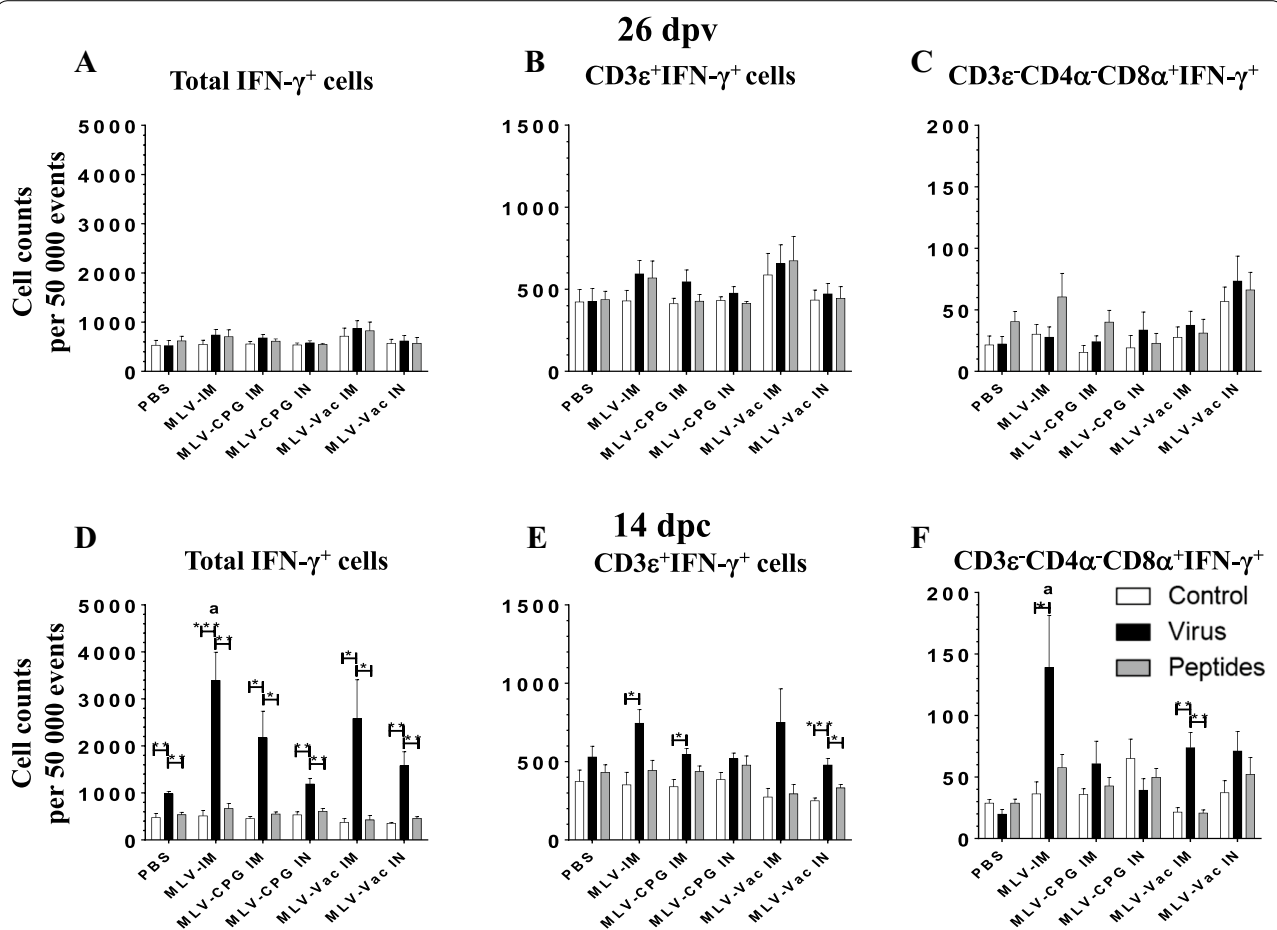 26 dpv
A
Total IFN-γ⁺ cells
B
CD3ε⁺IFN-γ⁺ cells
C
CD3ε⁻CD4α⁻CD8α⁺IFN-γ⁺
Cell counts
per 50 000 events
5000
4000
3000
2000
1000
0
PBS
MLV-IM
MLV-CPG IM
MLV-CPG IN
MLV-Vac IM
MLV-Vac IN
1500
1000
500
0
PBS
MLV-IM
MLV-CPG IM
MLV-CPG IN
MLV-Vac IM
MLV-Vac IN
200
150
100
50
0
PBS
MLV-IM
MLV-CPG IM
MLV-CPG IN
MLV-Vac IM
MLV-Vac IN
14 dpc
D
Total IFN-γ⁺ cells
E
CD3ε⁺IFN-γ⁺ cells
F
CD3ε⁻CD4α⁻CD8α⁺IFN-γ⁺
Cell counts
per 50 000 events
5000
4000
3000
2000
1000
0
a
** **
*** **
* *
** **
* *
** **
PBS
MLV-IM
MLV-CPG IM
MLV-CPG IN
MLV-Vac IM
MLV-Vac IN
1500
1000
500
0
*
*
*** *
PBS
MLV-IM
MLV-CPG IM
MLV-CPG IN
MLV-Vac IM
MLV-Vac IN
200
150
100
50
0
a
*
** **
PBS
MLV-IM
MLV-CPG IM
MLV-CPG IN
MLV-Vac IM
MLV-Vac IN
Control
Virus
Peptides